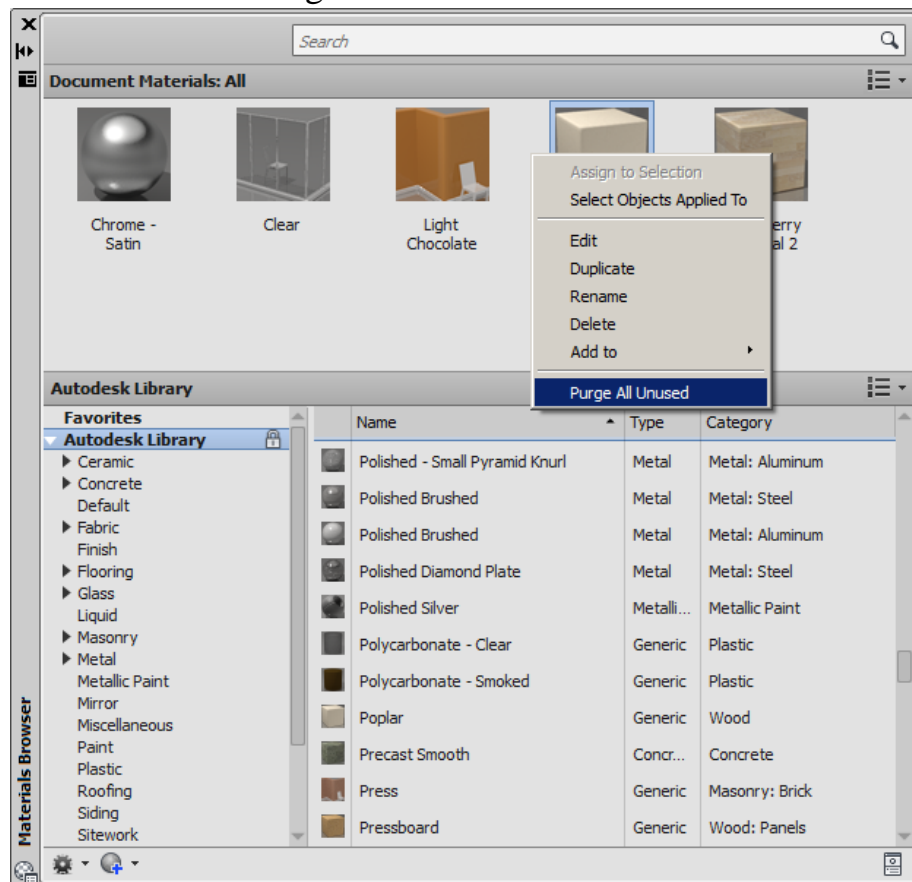 Search
Document Materials: All
Chrome -
Satin
Clear
Light
Chocolate
erry
al 2
Assign to Selection
Select Objects Applied To
Edit
Duplicate
Rename
Delete
Add to
Purge All Unused
Autodesk Library
Favorites
Autodesk Library
Ceramic
Concrete
Default
Fabric
Finish
Flooring
Glass
Liquid
Masonry
Metal
Metallic Paint
Mirror
Miscellaneous
Paint
Plastic
Roofing
Siding
Sitework
Name Type Category
Polished - Small Pyramid Knurl Metal Metal: Aluminum
Polished Brushed Metal Metal: Steel
Polished Brushed Metal Metal: Aluminum
Polished Diamond Plate Metal Metal: Steel
Polished Silver Metalli... Metallic Paint
Polycarbonate - Clear Generic Plastic
Polycarbonate - Smoked Generic Plastic
Poplar Generic Wood
Precast Smooth Concr... Concrete
Press Generic Masonry: Brick
Pressboard Generic Wood: Panels
Materials Browser